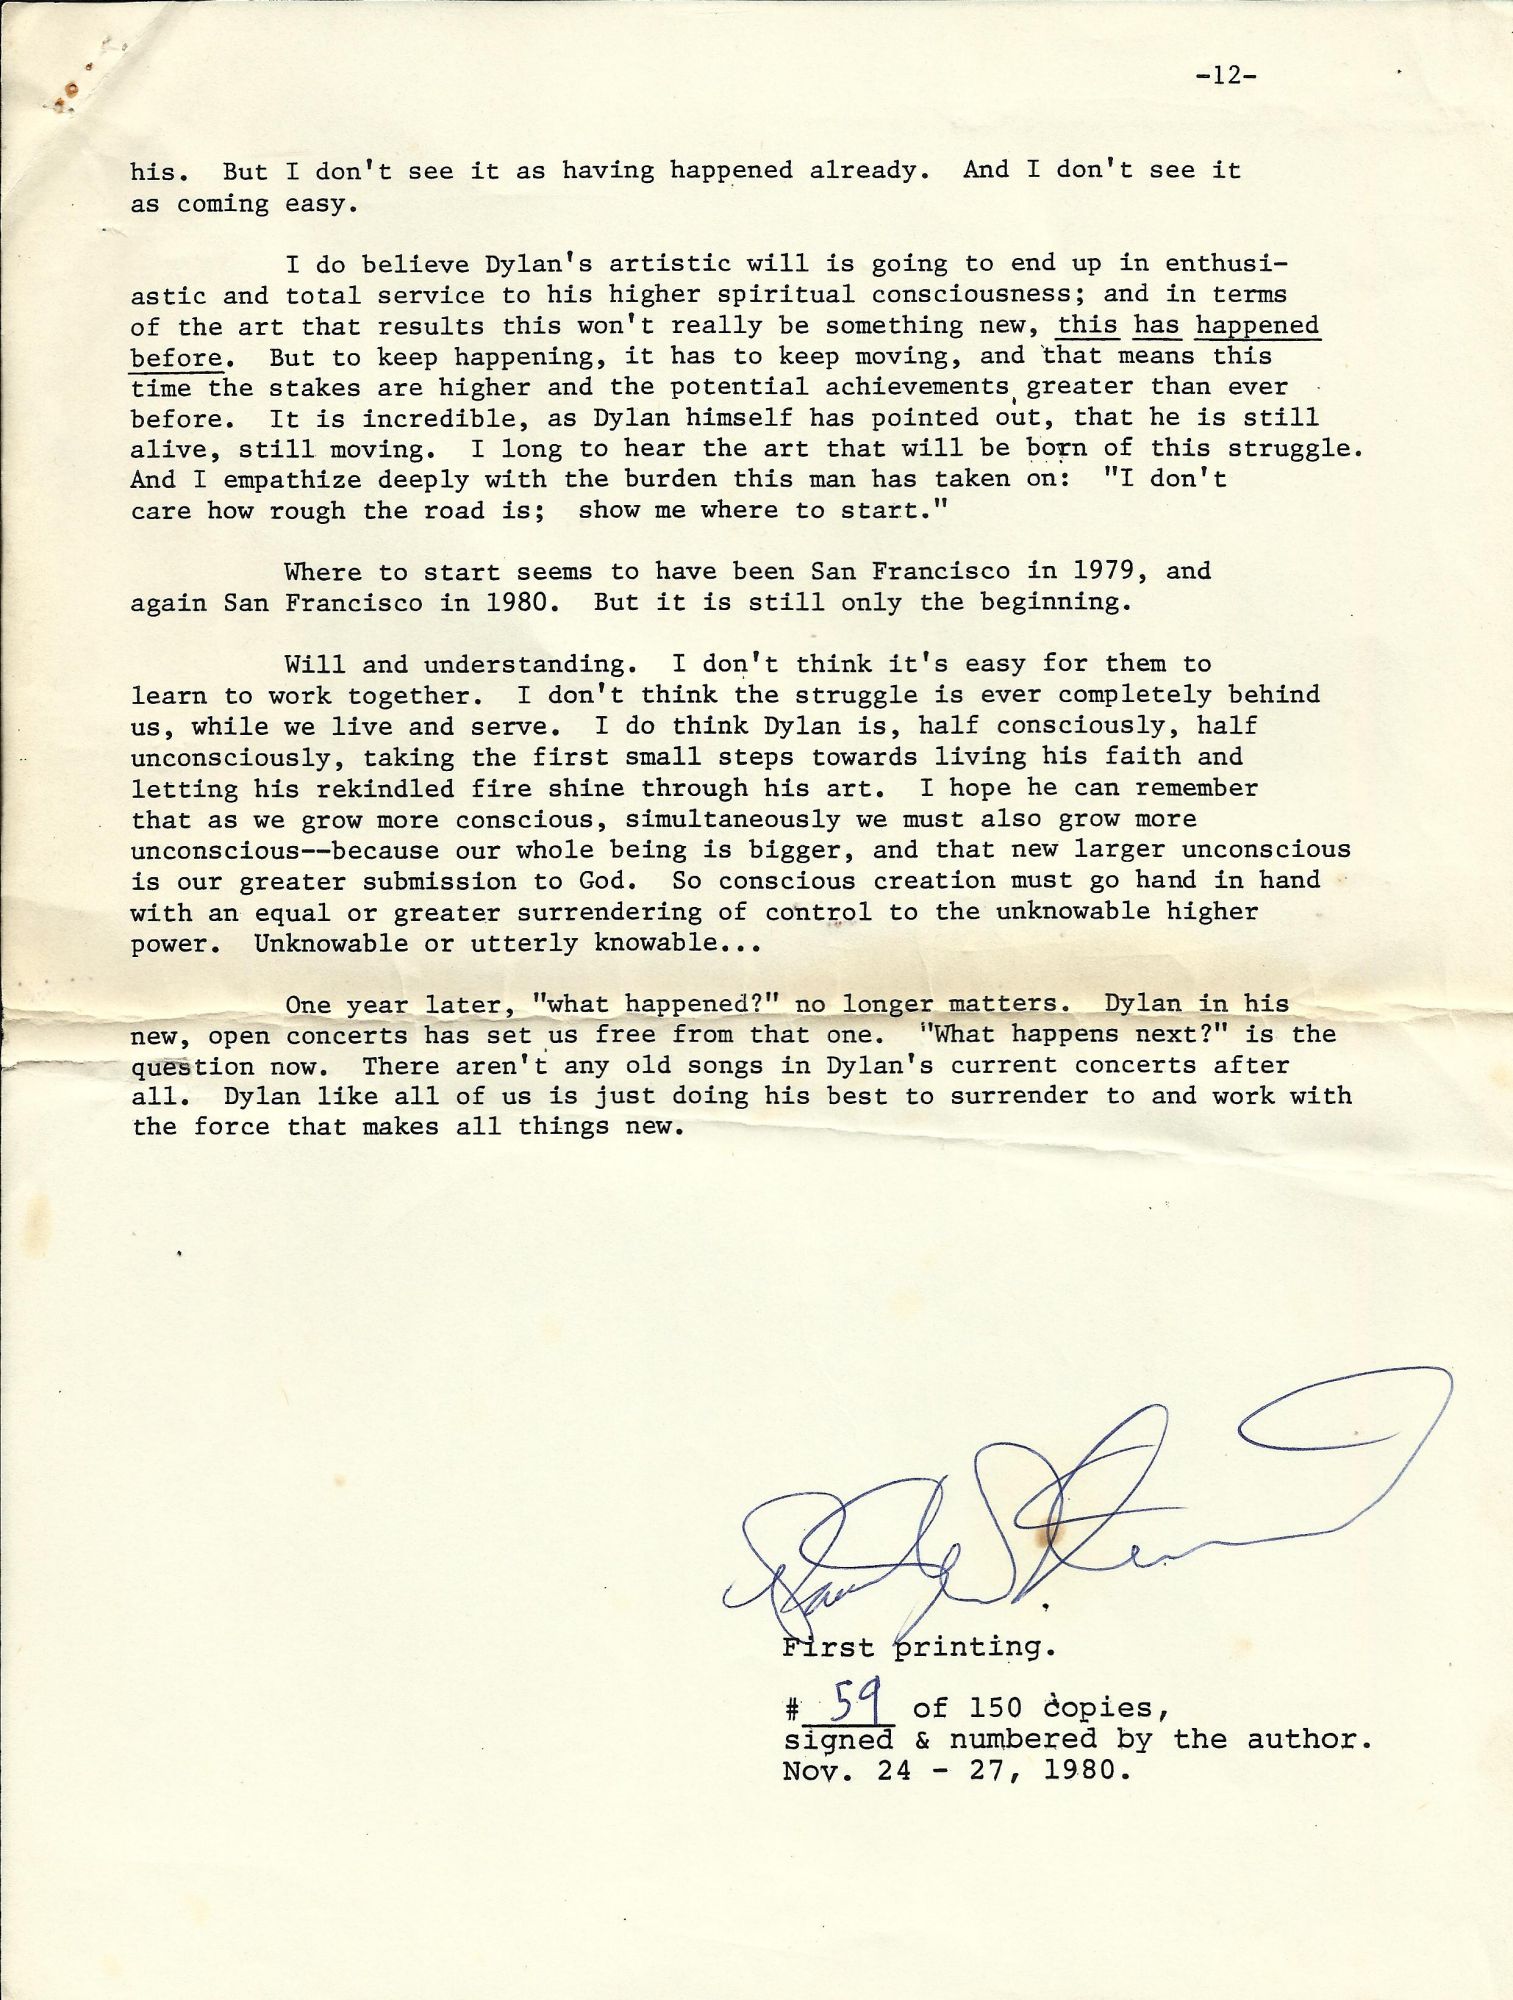 -12-
his.  But I don't see it as having happened already.  And I don't see it
as coming easy.
I do believe Dylan's artistic will is going to end up in enthusi-
astic and total service to his higher spiritual consciousness; and in terms
of the art that results this won't really be something new, this has happened
before.  But to keep happening, it has to keep moving, and that means this
time the stakes are higher and the potential achievements greater than ever
before.  It is incredible, as Dylan himself has pointed out, that he is still
alive, still moving.  I long to hear the art that will be born of this struggle.
And I empathize deeply with the burden this man has taken on:  "I don't
care how rough the road is;  show me where to start."
Where to start seems to have been San Francisco in 1979, and
again San Francisco in 1980.  But it is still only the beginning.
Will and understanding.  I don't think it's easy for them to
learn to work together.  I don't think the struggle is ever completely behind
us, while we live and serve.  I do think Dylan is, half consciously, half
unconsciously, taking the first small steps towards living his faith and
letting his rekindled fire shine through his art.  I hope he can remember
that as we grow more conscious, simultaneously we must also grow more
unconscious--because our whole being is bigger, and that new larger unconscious
is our greater submission to God.  So conscious creation must go hand in hand
with an equal or greater surrendering of control to the unknowable higher
power.  Unknowable or utterly knowable...
One year later, "what happened?" no longer matters.  Dylan in his
new, open concerts has set us free from that one.  "What happens next?" is the
question now.  There aren't any old songs in Dylan's current concerts after
all.  Dylan like all of us is just doing his best to surrender to and work with
the force that makes all things new.
First printing.
# 59 of 150 copies,
signed & numbered by the author.
Nov. 24 - 27, 1980.